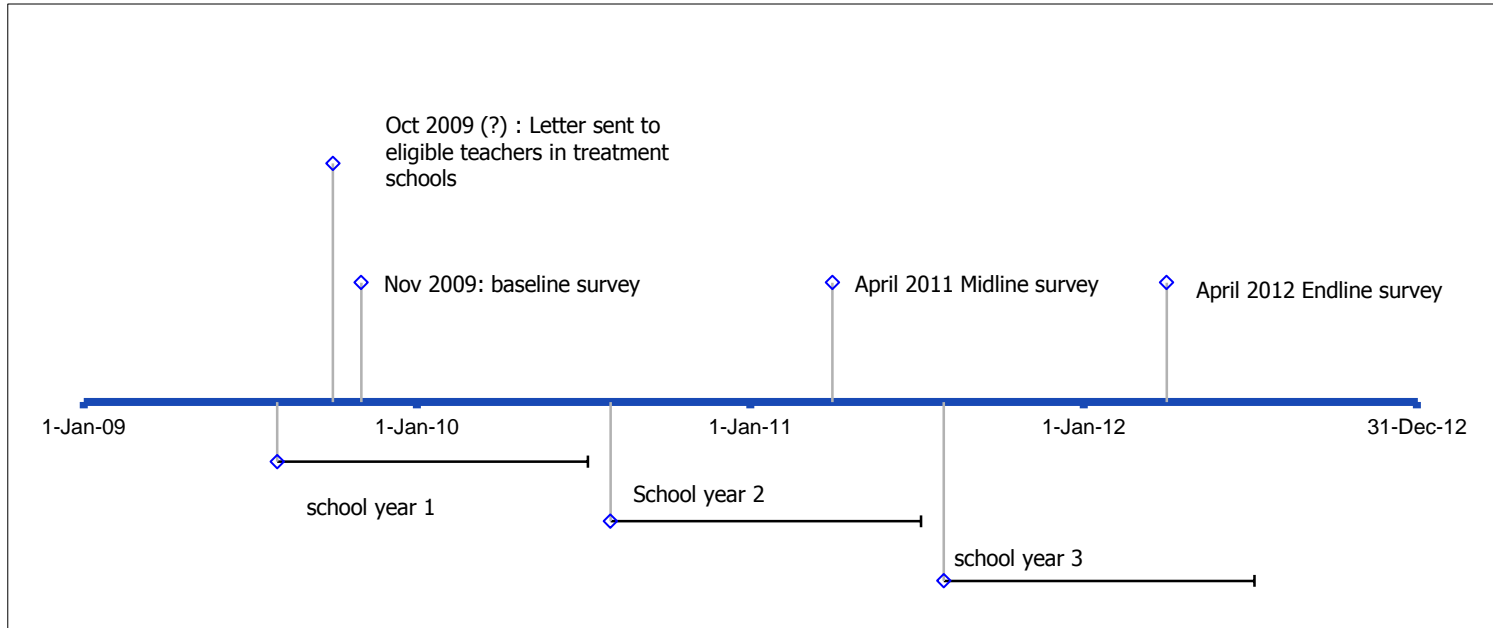 Oct 2009 (?) : Letter sent to
eligible teachers in treatment
schools
Nov 2009: baseline survey
April 2011 Midline survey
April 2012 Endline survey
1-Jan-09
1-Jan-10
1-Jan-11
1-Jan-12
31-Dec-12
school year 1
School year 2
school year 3